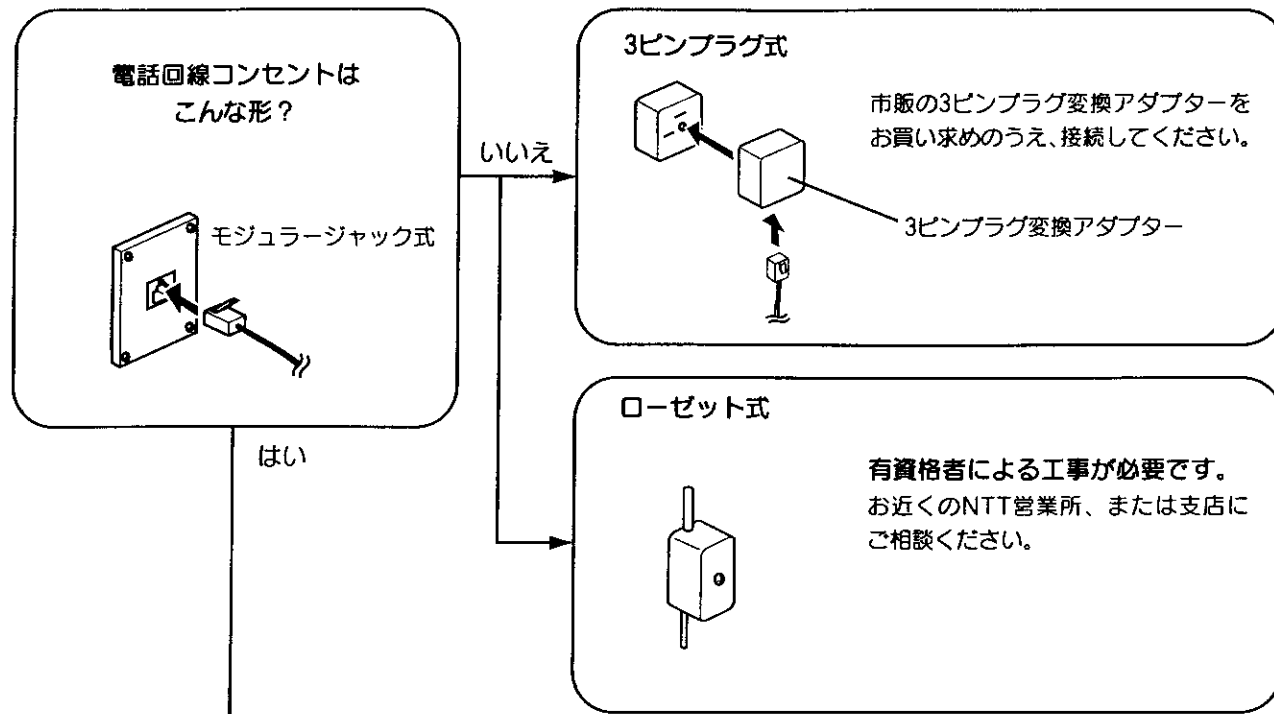 電話回線コンセントは
こんな形？
モジュラージャック式
いいえ
はい
3ピンプラグ式
市販の3ピンプラグ変換アダプターを
お買い求めのうえ、接続してください。
3ピンプラグ変換アダプター
ローゼット式
有資格者による工事が必要です。
お近くのNTT営業所、または支店に
ご相談ください。